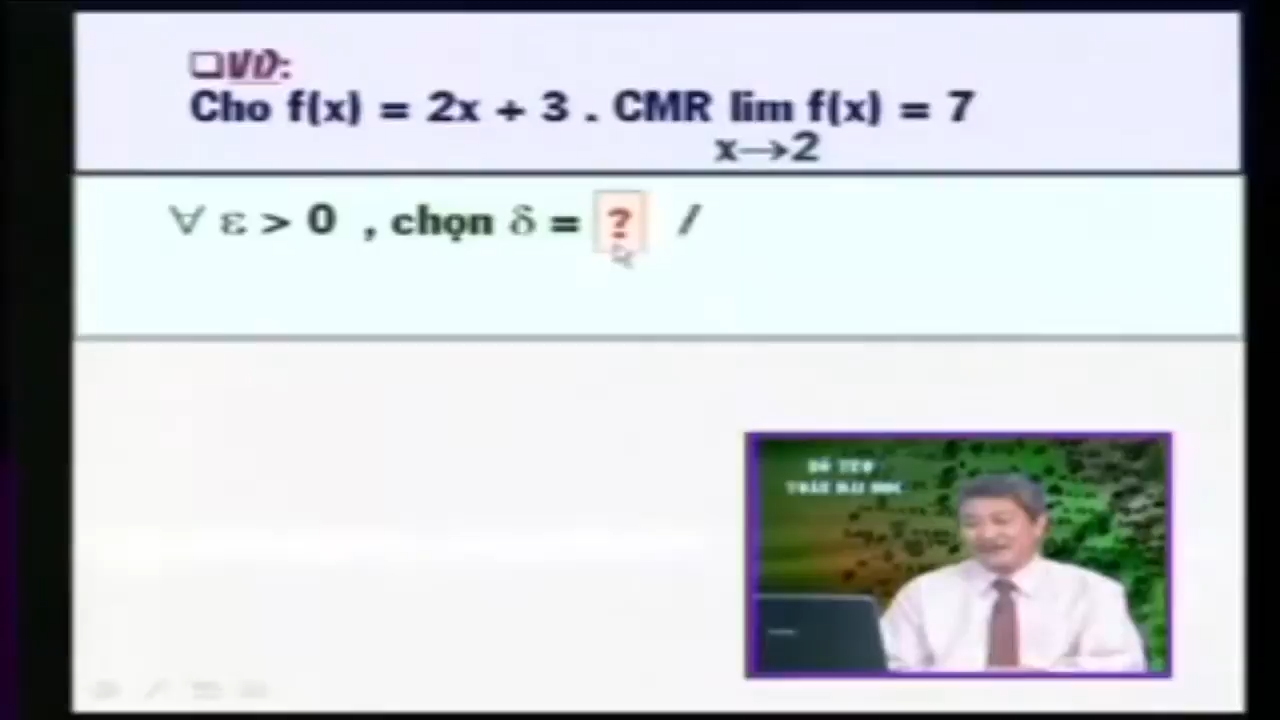 ❑VD:
Cho f(x) = 2x + 3 . CMR lim f(x) = 7
x→2
∀ ε > 0 , chọn δ = ? /